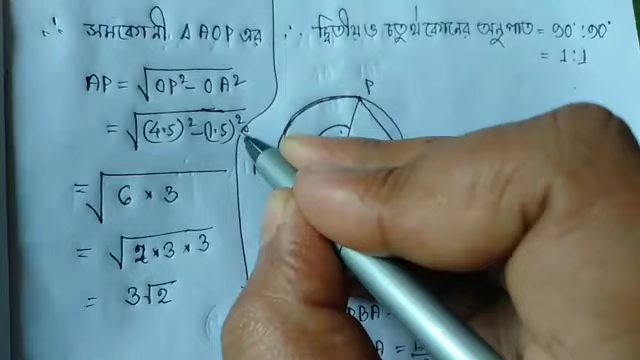 ∴ সমকোণী Δ AOP এর
AP = √OP² - OA²
= √(4.5)² - (1.5)²
= √6 × 3
= √2 × 3 × 3
= 3√2
∴ দ্বিতীয় ও চতুর্থ কোনের অনুপাত = 90° : 90°
= 1:1
P